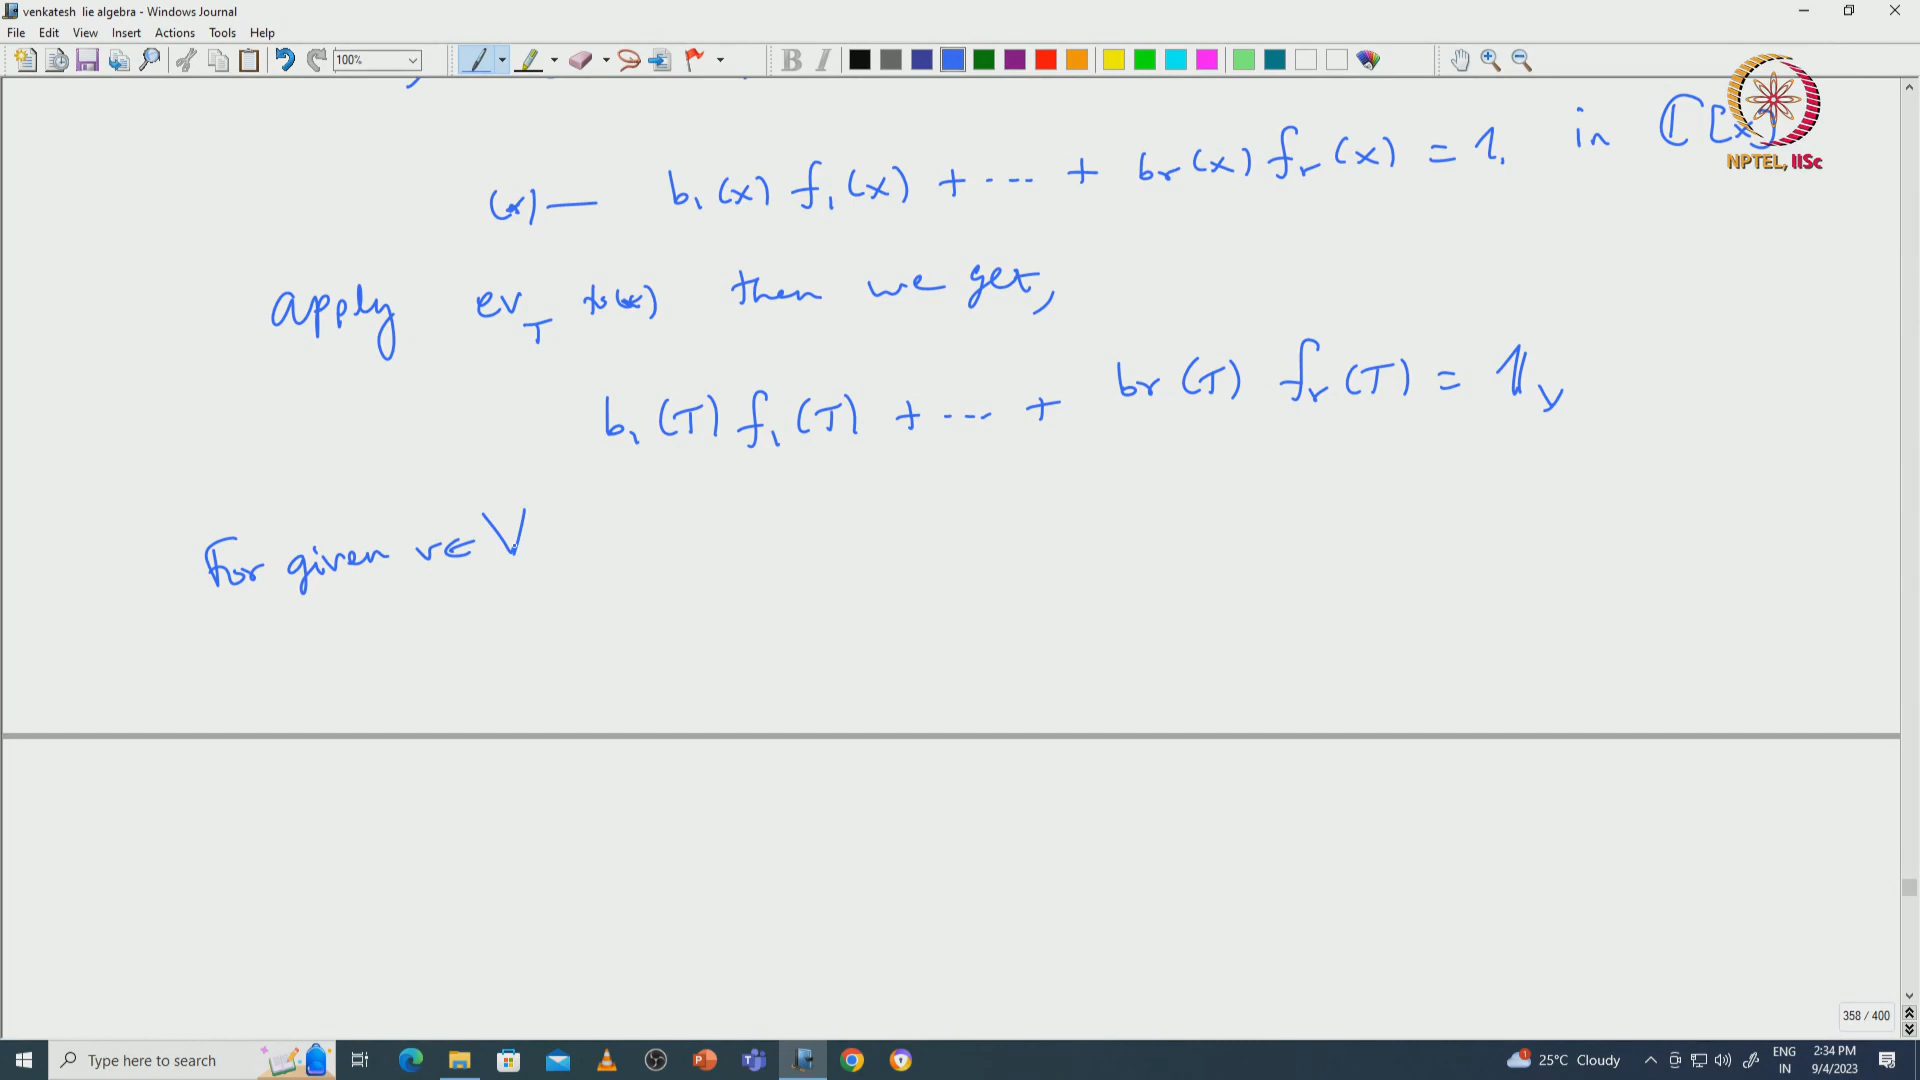 venkatesh lie algebra - Windows Journal
File Edit View Insert Actions Tools Help
100%
B I
NPTEL, IISc
(*) — b₁(x) f₁(x) + --- + br(x) fr(x) = 1. in ℂ[x]
apply ev_T to (*) then we get,
b₁(T) f₁(T) + --- + br(T) fr(T) = 𝟙_V
For given v ∈ V
358 / 400
Type here to search
25°C Cloudy
ENG
IN
2:34 PM
9/4/2023